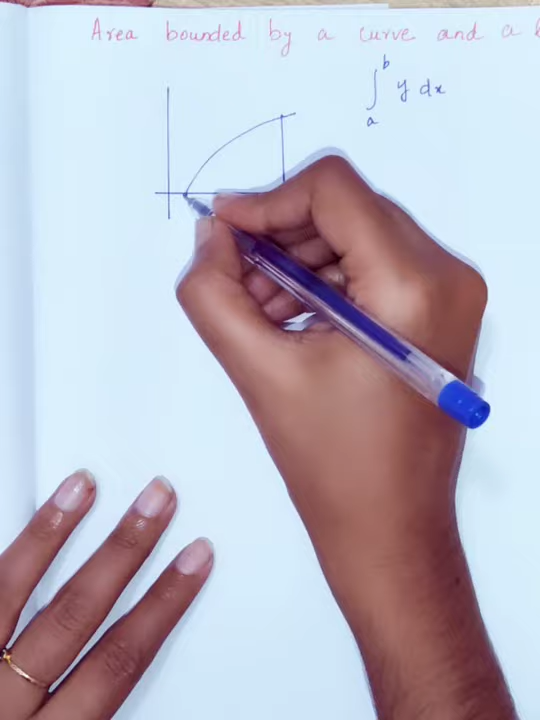 Area bounded by a curve and a
b
∫ y dx
a